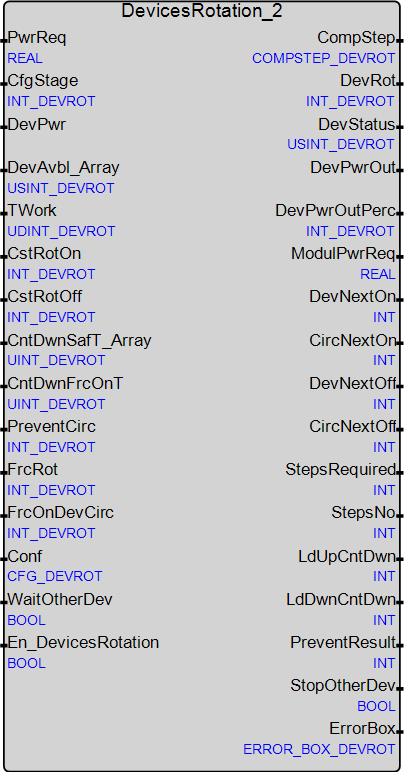 DevicesRotation_2
PwrReq CompStep
REAL COMPSTEP_DEVROT
CfgStage DevRot
INT_DEVROT INT_DEVROT
DevPwr DevStatus
USINT_DEVROT
DevAvbl_Array DevPwrOut
USINT_DEVROT
TWork DevPwrOutPerc
UDINT_DEVROT INT_DEVROT
CstRotOn ModulPwrReq
INT_DEVROT REAL
CstRotOff DevNextOn
INT_DEVROT INT
CntDwnSafT_Array CircNextOn
UINT_DEVROT INT
CntDwnFrcOnT DevNextOff
UINT_DEVROT INT
PreventCirc CircNextOff
INT_DEVROT INT
FrcRot StepsRequired
INT_DEVROT INT
FrcOnDevCirc StepsNo
INT_DEVROT INT
Conf LdUpCntDwn
CFG_DEVROT INT
WaitOtherDev LdDwnCntDwn
BOOL INT
En_DevicesRotation PreventResult
BOOL INT
StopOtherDev
BOOL
ErrorBox
ERROR_BOX_DEVROT